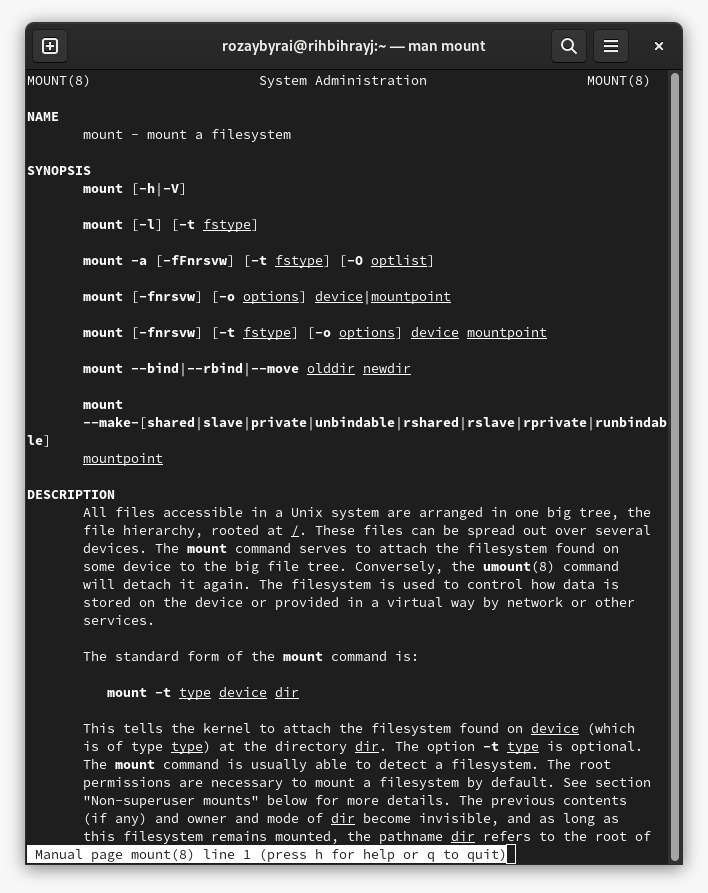 rozaybyrai@rihbihrayj:~ — man mount
MOUNT(8) System Administration MOUNT(8)
NAME
mount - mount a filesystem
SYNOPSIS
mount [-h|-V]
mount [-l] [-t fstype]
mount -a [-fFnrsvw] [-t fstype] [-O optlist]
mount [-fnrsvw] [-o options] device|mountpoint
mount [-fnrsvw] [-t fstype] [-o options] device mountpoint
mount --bind|--rbind|--move olddir newdir
mount
--make-[shared|slave|private|unbindable|rshared|rslave|rprivate|runbindab
le]
mountpoint
DESCRIPTION
All files accessible in a Unix system are arranged in one big tree, the
file hierarchy, rooted at /. These files can be spread out over several
devices. The mount command serves to attach the filesystem found on
some device to the big file tree. Conversely, the umount(8) command
will detach it again. The filesystem is used to control how data is
stored on the device or provided in a virtual way by network or other
services.
The standard form of the mount command is:
mount -t type device dir
This tells the kernel to attach the filesystem found on device (which
is of type type) at the directory dir. The option -t type is optional.
The mount command is usually able to detect a filesystem. The root
permissions are necessary to mount a filesystem by default. See section
"Non-superuser mounts" below for more details. The previous contents
(if any) and owner and mode of dir become invisible, and as long as
this filesystem remains mounted, the pathname dir refers to the root of
Manual page mount(8) line 1 (press h for help or q to quit)